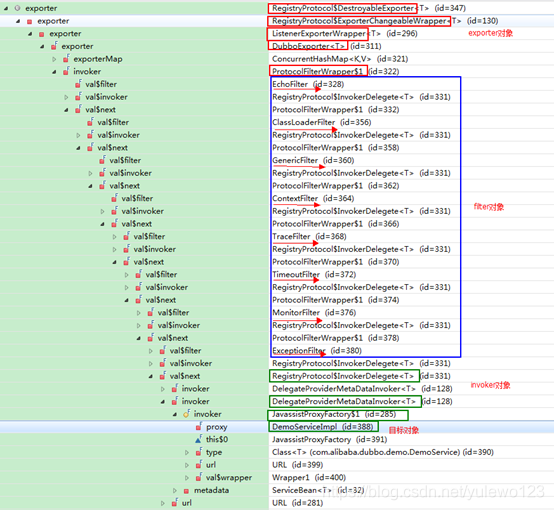 exporter RegistryProtocol$DestroyableExporter<T> (id=347)
exporter RegistryProtocol$ExporterChangeableWrapper<T> (id=130)
exporter ListenerExporterWrapper<T> (id=296) exporter对象
exporter DubboExporter<T> (id=311)
exporterMap ConcurrentHashMap<K,V> (id=321)
invoker ProtocolFilterWrapper$1 (id=322)
val$filter EchoFilter (id=328)
val$invoker RegistryProtocol$InvokerDelegete<T> (id=331)
val$next ProtocolFilterWrapper$1 (id=332)
val$filter ClassLoaderFilter (id=356)
val$invoker RegistryProtocol$InvokerDelegete<T> (id=331)
val$next ProtocolFilterWrapper$1 (id=358)
val$filter GenericFilter (id=360)
val$invoker RegistryProtocol$InvokerDelegete<T> (id=331)
val$next ProtocolFilterWrapper$1 (id=362)
val$filter ContextFilter (id=364)
val$invoker RegistryProtocol$InvokerDelegete<T> (id=331) filter对象
val$next ProtocolFilterWrapper$1 (id=366)
val$filter TraceFilter (id=368)
val$invoker RegistryProtocol$InvokerDelegete<T> (id=331)
val$next ProtocolFilterWrapper$1 (id=370)
val$filter TimeoutFilter (id=372)
val$invoker RegistryProtocol$InvokerDelegete<T> (id=331)
val$next ProtocolFilterWrapper$1 (id=374)
val$filter MonitorFilter (id=376)
val$invoker RegistryProtocol$InvokerDelegete<T> (id=331)
val$next ProtocolFilterWrapper$1 (id=378)
val$filter ExceptionFilter (id=380)
val$invoker RegistryProtocol$InvokerDelegete<T> (id=331)
val$next RegistryProtocol$InvokerDelegete<T> (id=331)
invoker DelegateProviderMetaDataInvoker<T> (id=128) invoker对象
invoker DelegateProviderMetaDataInvoker<T> (id=128)
invoker JavassistProxyFactory$1 (id=285)
proxy DemoServiceImpl (id=388) 目标对象
this$0 JavassistProxyFactory (id=391)
type Class<T> (com.alibaba.dubbo.demo.DemoService) (id=390)
url URL (id=399)
val$wrapper Wrapper1 (id=400)
metadata ServiceBean<T> (id=32)
url URL (id=281)
https://blog.csdn.net/yulewo123